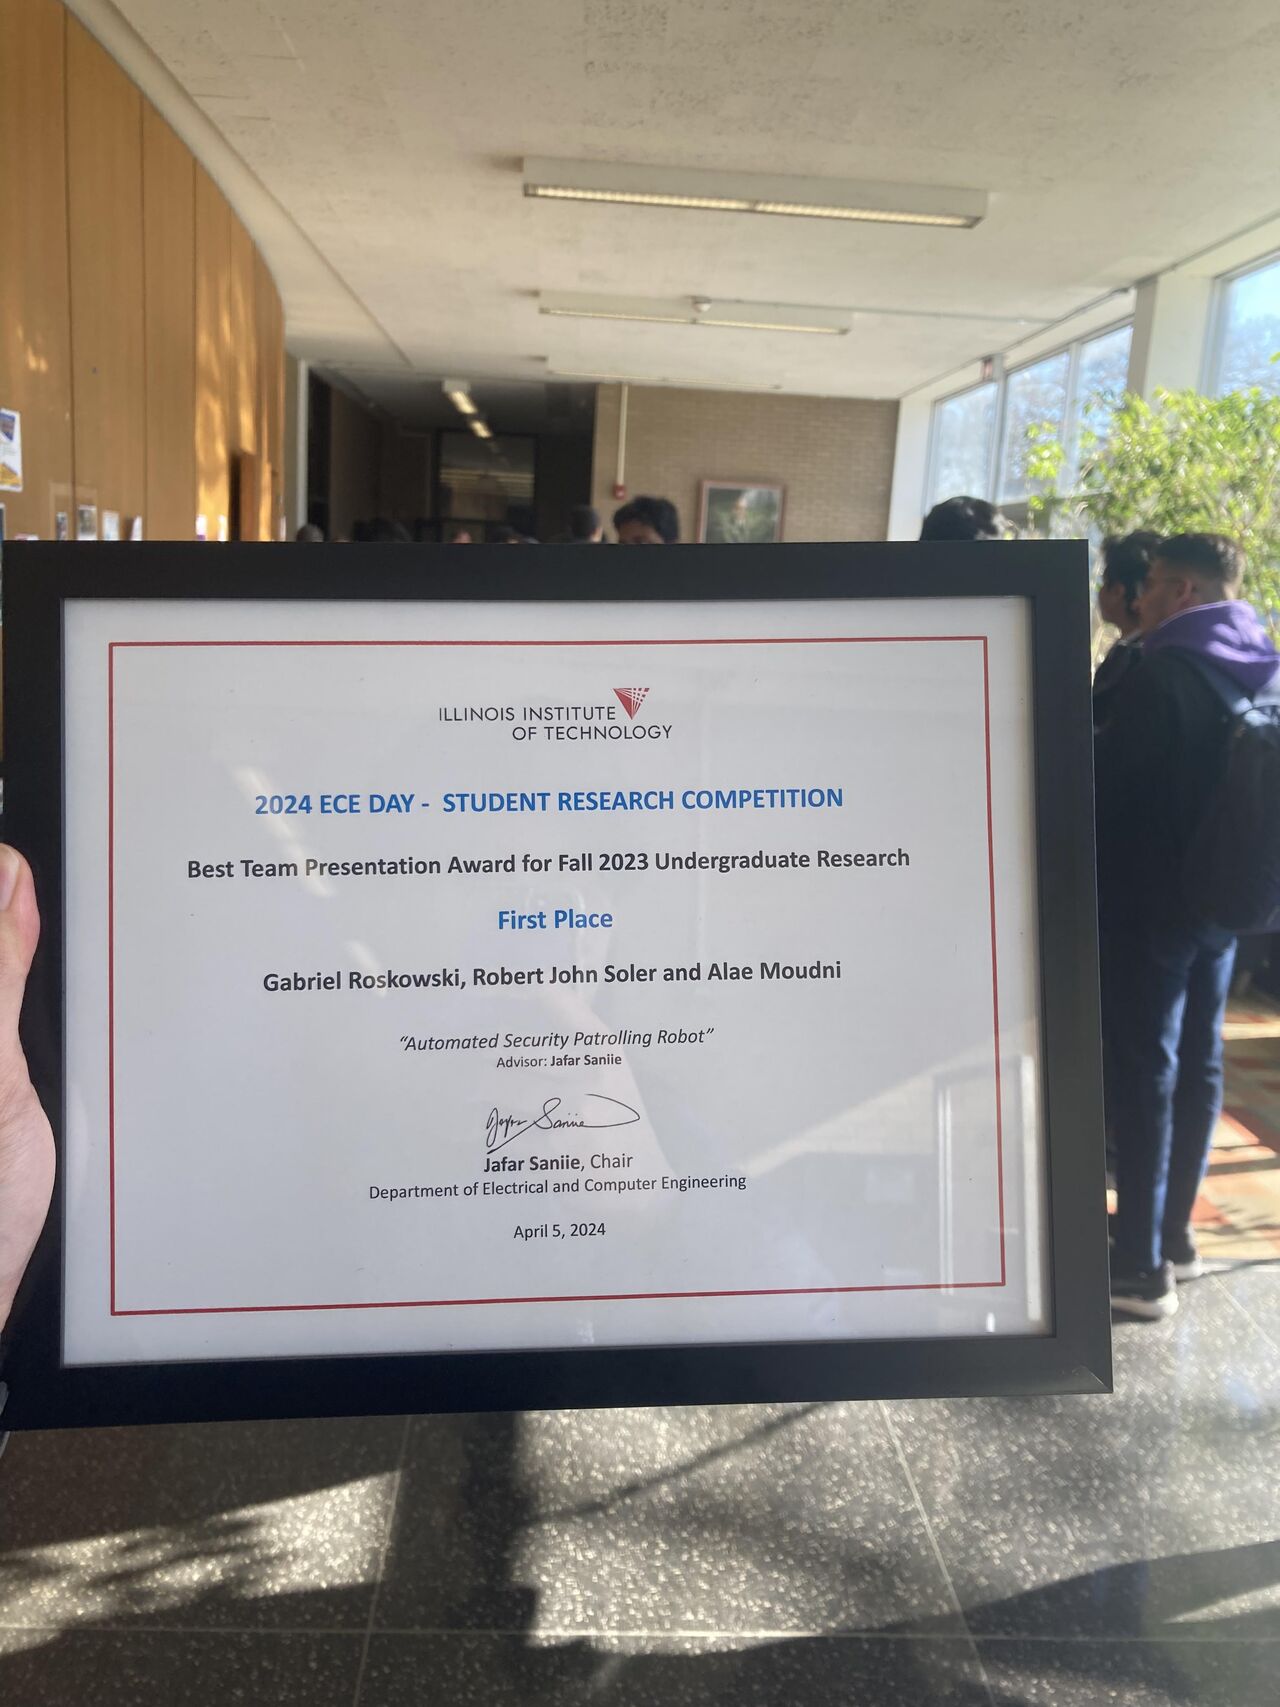 ILLINOIS INSTITUTE
OF TECHNOLOGY
2024 ECE DAY - STUDENT RESEARCH COMPETITION
Best Team Presentation Award for Fall 2023 Undergraduate Research
First Place
Gabriel Roskowski, Robert John Soler and Alae Moudni
“Automated Security Patrolling Robot”
Advisor: Jafar Saniie
Jafar Saniie
Jafar Saniie, Chair
Department of Electrical and Computer Engineering
April 5, 2024